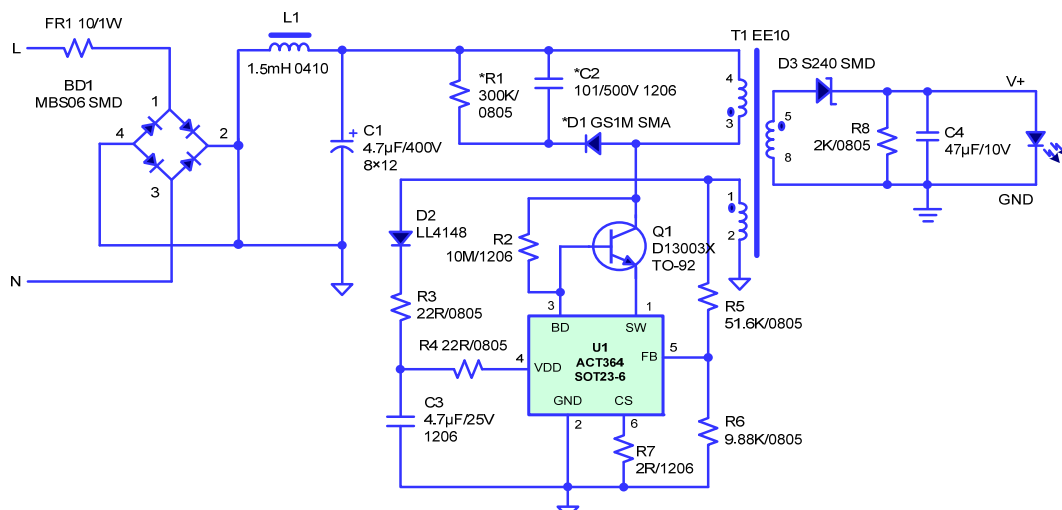 FR1 10/1W
L
BD1
MBS06 SMD
1
4
2
3
N
L1
1.5mH 0410
+
C1
4.7µF/400V
8×12
*R1
300K/
0805
*C2
101/500V 1206
*D1 GS1M SMA
T1 EE10
4
3
1
2
5
8
D3 S240 SMD
V+
R8
2K/0805
C4
47µF/10V
GND
D2
LL4148
R2
10M/1206
Q1
D13003X
TO-92
R3
22R/0805
R4 22R/0805
3
1
BD
SW
U1
ACT364
SOT23-6
4
VDD
FB
5
GND
CS
2
6
R5
51.6K/0805
C3
4.7µF/25V
1206
R7
2R/1206
R6
9.88K/0805